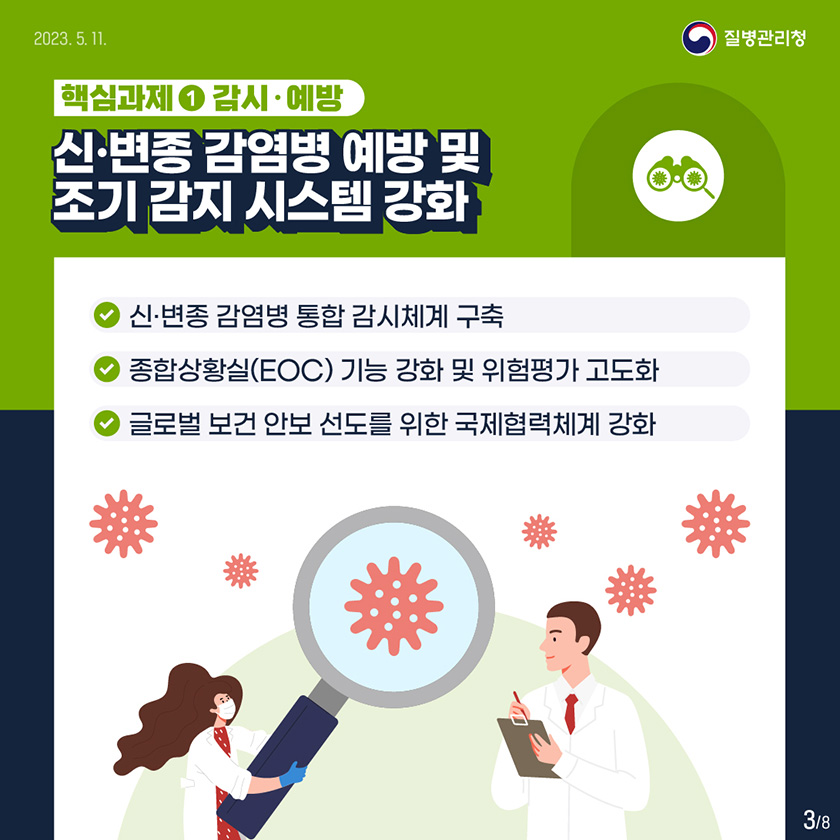 2023. 5. 11.
질병관리청
핵심과제 1 감시·예방
신·변종 감염병 예방 및
조기 감지 시스템 강화
신·변종 감염병 통합 감시체계 구축
종합상황실(EOC) 기능 강화 및 위험평가 고도화
글로벌 보건 안보 선도를 위한 국제협력체계 강화
3/8